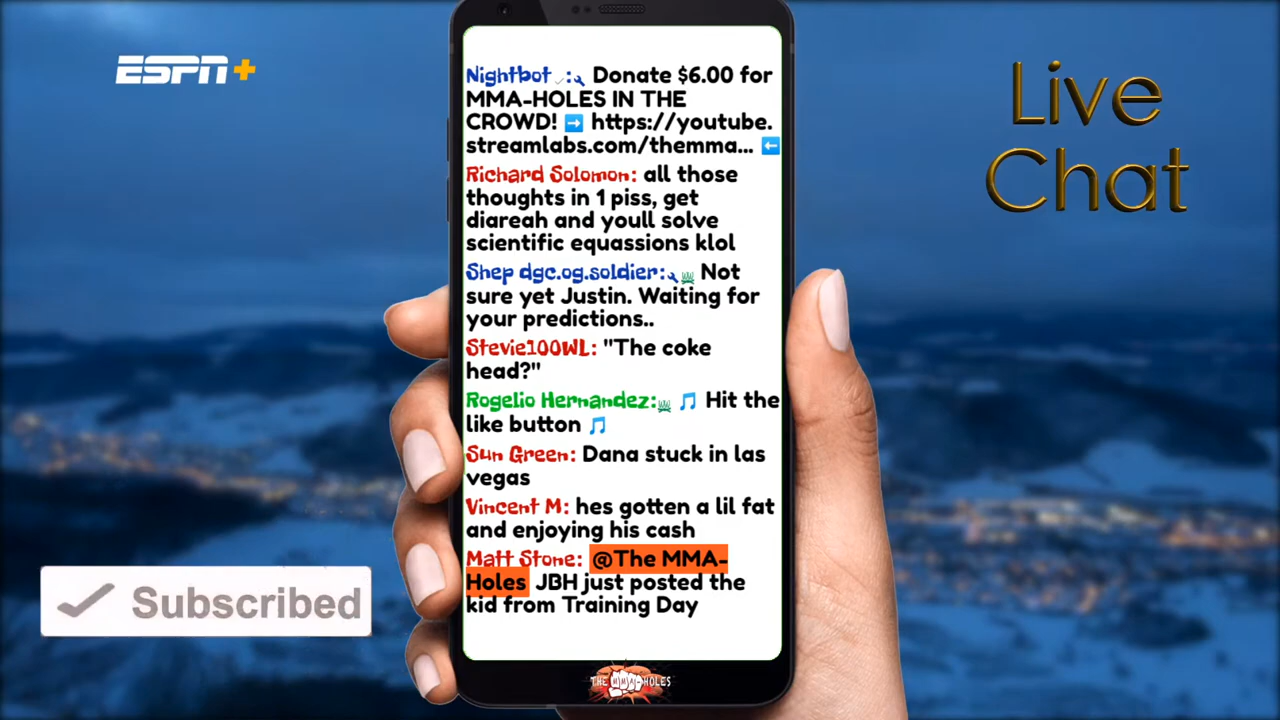 ESPN+
Live
Chat
Nightbot: Donate $6.00 for
MMA-HOLES IN THE
CROWD! ➡️ https://youtube.
streamlabs.com/themma... ⬅️
Richard Solomon: all those
thoughts in 1 piss, get
diareah and youll solve
scientific equassions klol
Shep dgc.og.soldier: Not
sure yet Justin. Waiting for
your predictions..
Stevie100WL: "The coke
head?"
Rogelio Hernandez: 🎵 Hit the
like button 🎵
Sun Green: Dana stuck in las
vegas
Vincent M: hes gotten a lil fat
and enjoying his cash
Matt Stone: @The MMA-
Holes JBH just posted the
kid from Training Day
Subscribed
THE MMA-HOLES